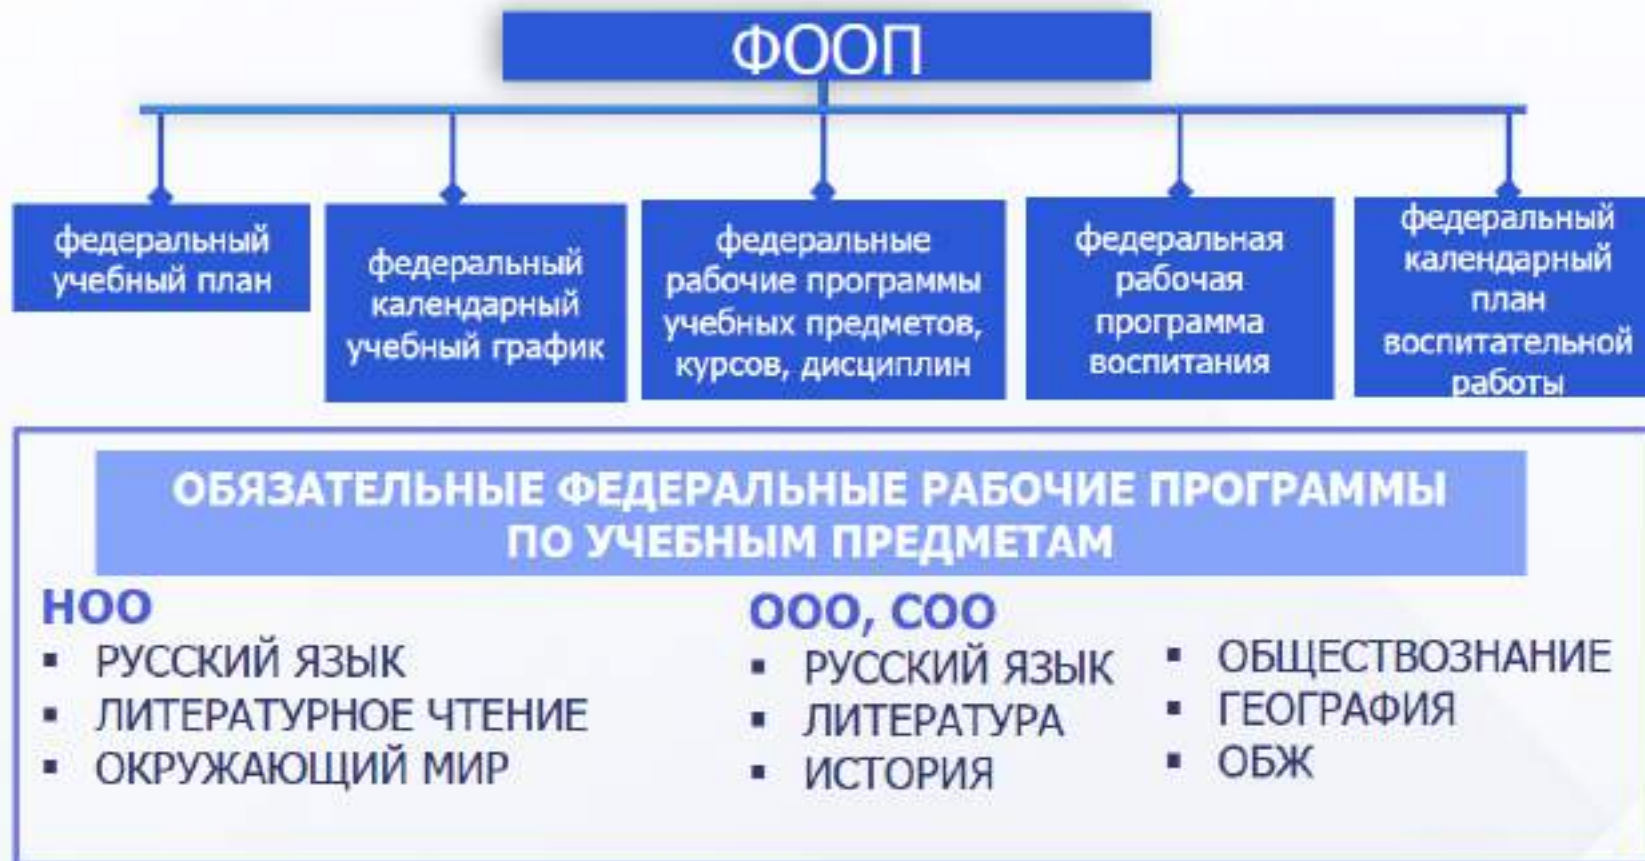 ФООП
федеральный
учебный план
федеральный
календарный
учебный график
федеральные
рабочие программы
учебных предметов,
курсов, дисциплин
федеральная
рабочая
программа
воспитания
федеральный
календарный
план
воспитательной
работы
ОБЯЗАТЕЛЬНЫЕ ФЕДЕРАЛЬНЫЕ РАБОЧИЕ ПРОГРАММЫ
ПО УЧЕБНЫМ ПРЕДМЕТАМ
НОО
▪ РУССКИЙ ЯЗЫК
▪ ЛИТЕРАТУРНОЕ ЧТЕНИЕ
▪ ОКРУЖАЮЩИЙ МИР
ООО, СОО
▪ РУССКИЙ ЯЗЫК
▪ ЛИТЕРАТУРА
▪ ИСТОРИЯ
▪ ОБЩЕСТВОЗНАНИЕ
▪ ГЕОГРАФИЯ
▪ ОБЖ